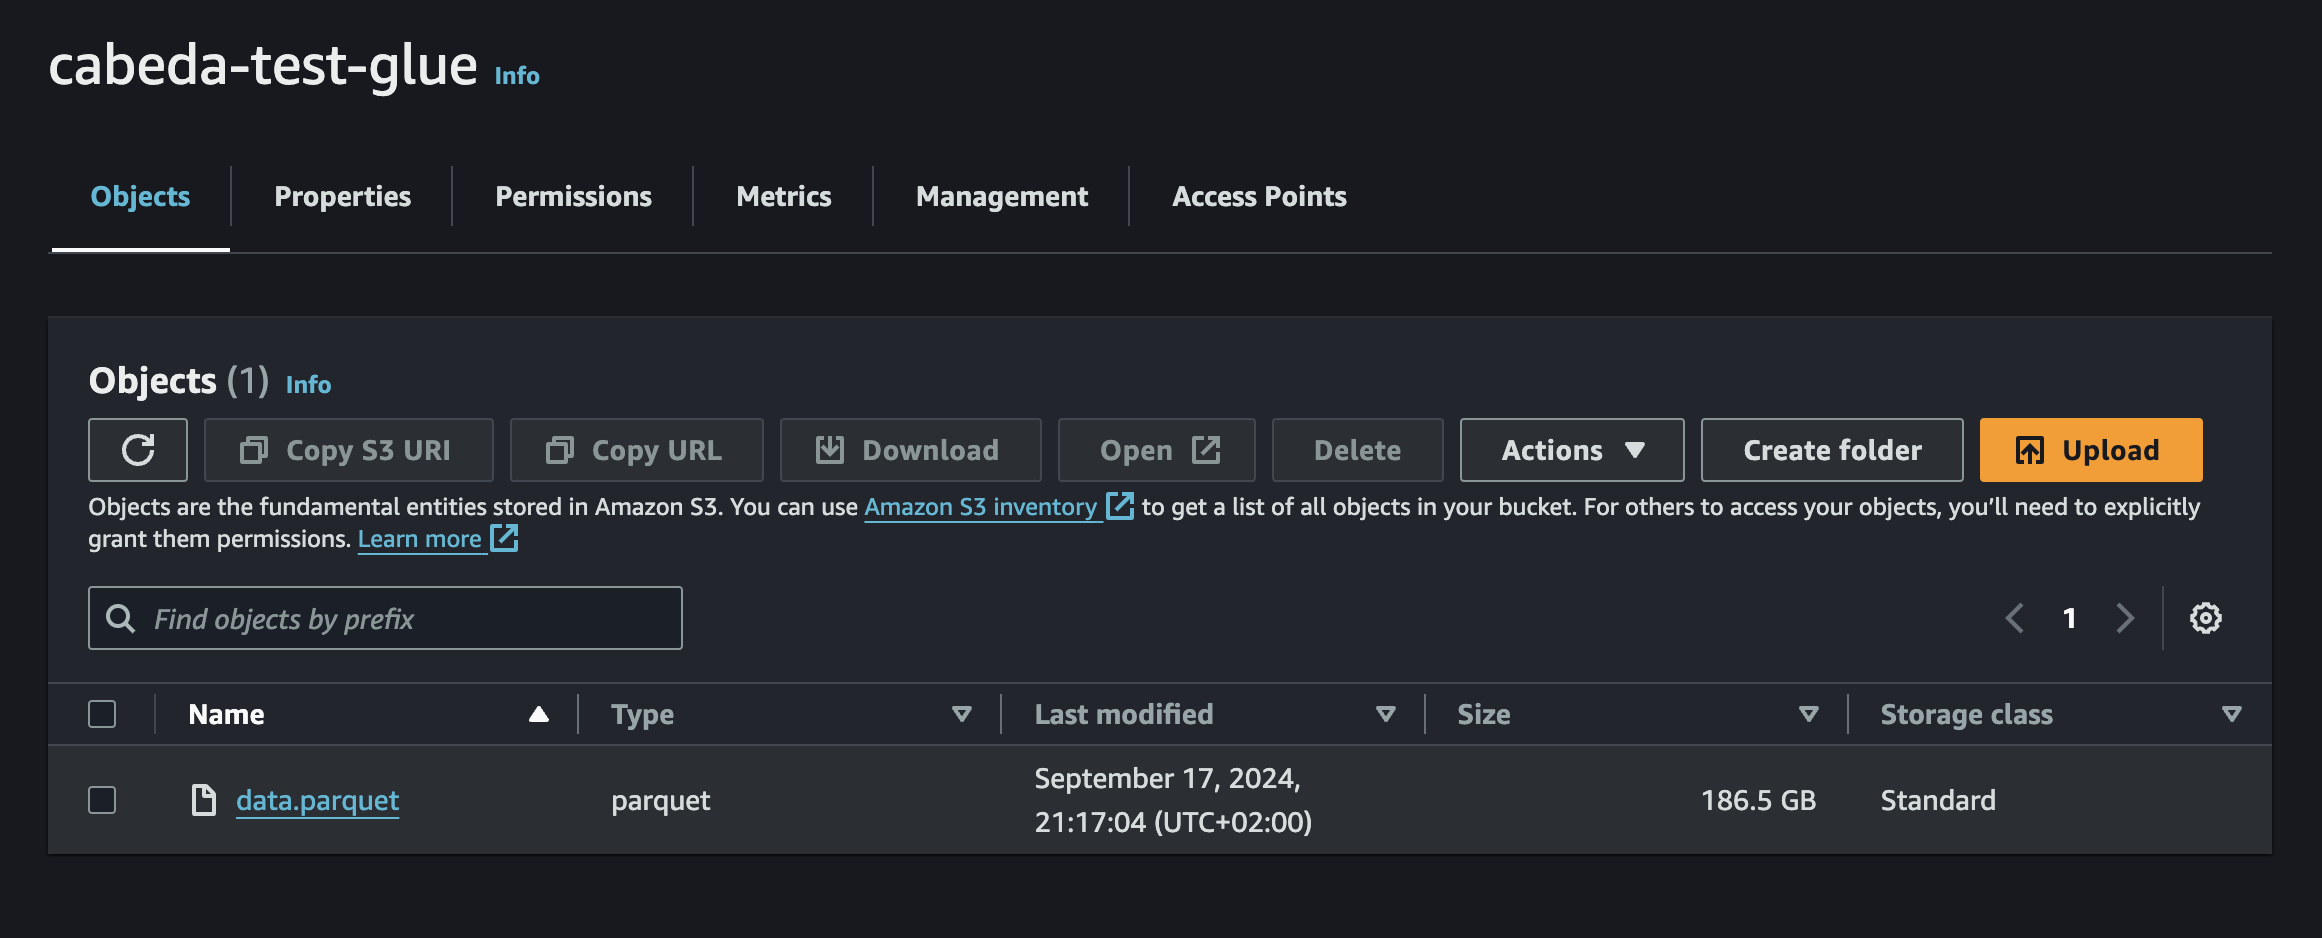 cabeda-test-glue Info
Objects Properties Permissions Metrics Management Access Points
Objects (1) Info
Copy S3 URI Copy URL Download Open Delete Actions Create folder Upload
Objects are the fundamental entities stored in Amazon S3. You can use Amazon S3 inventory to get a list of all objects in your bucket. For others to access your objects, you’ll need to explicitly
grant them permissions. Learn more
Find objects by prefix
1
Name Type Last modified Size Storage class
data.parquet parquet September 17, 2024, 186.5 GB Standard
21:17:04 (UTC+02:00)